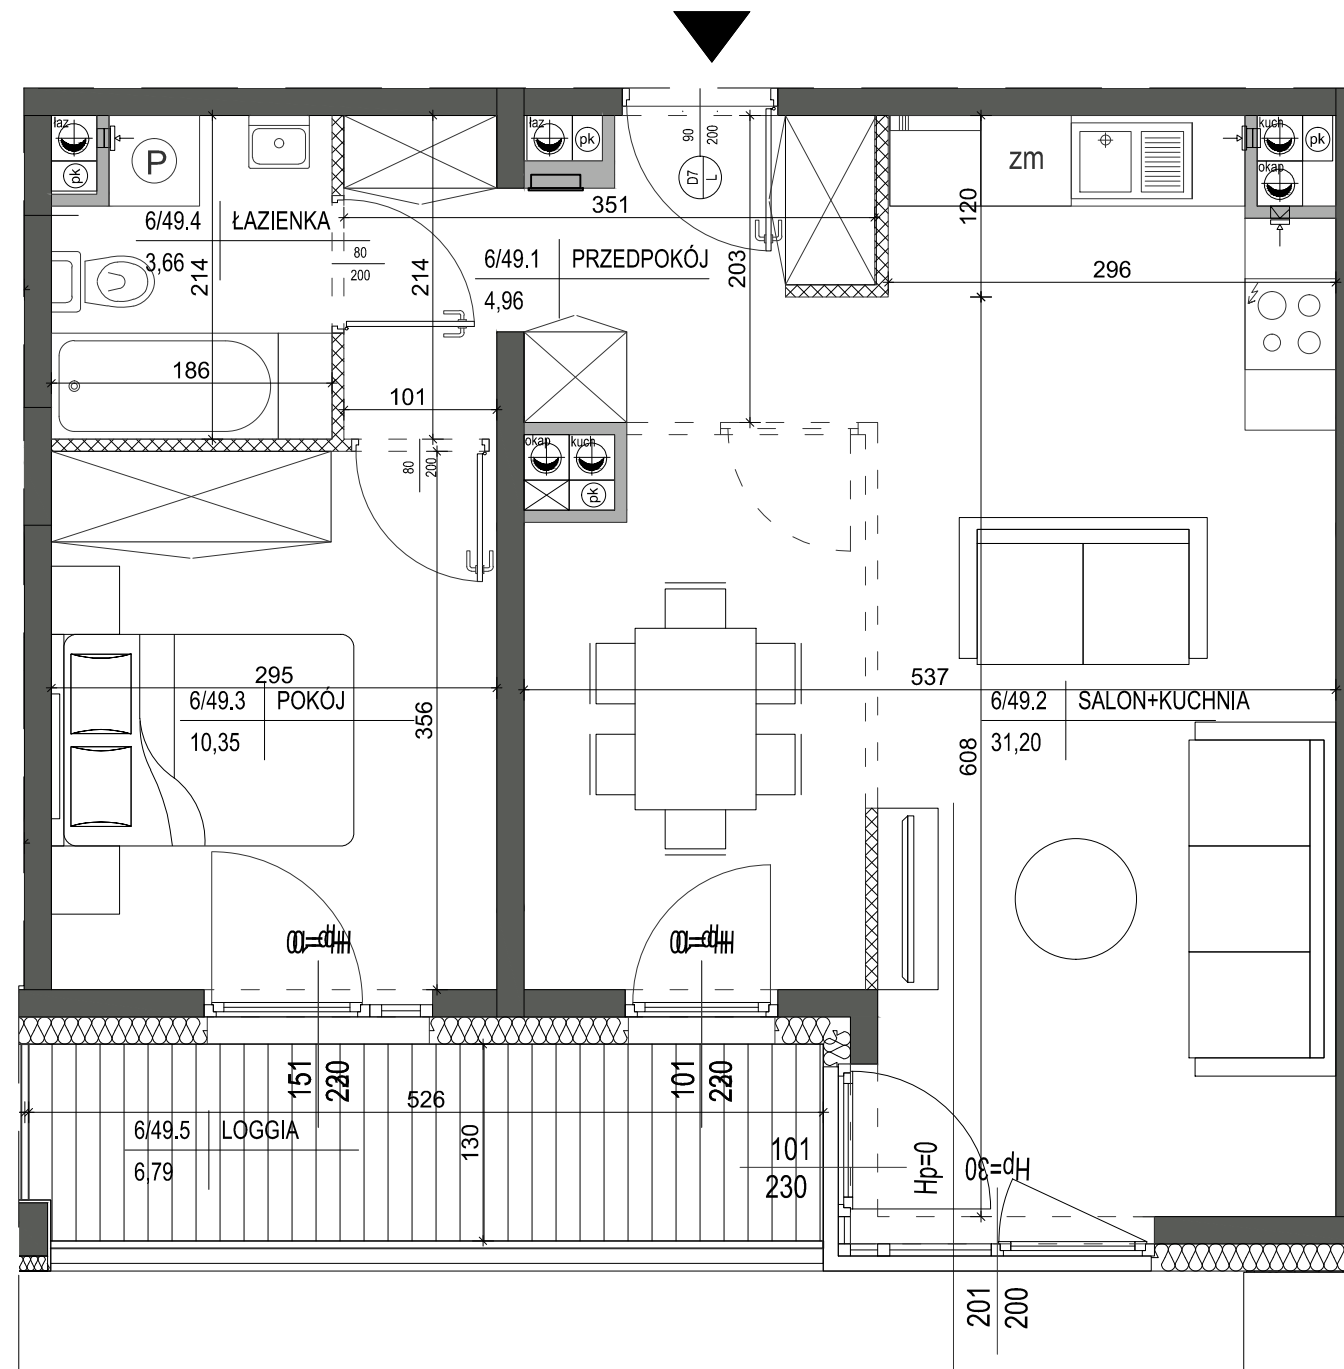 łaz
pk
P
6/49.4 ŁAZIENKA
3,66
214
80
200
214
łaz
pk
90
200
D7
L
351
6/49.1 PRZEDPOKÓJ
4,96
203
zm
kuch
pk
okap
120
296
186
101
80
200
okap
kuch
pk
295
6/49.3 POKÓJ
10,35
356
537
6/49.2 SALON+KUCHNIA
31,20
608
151
220
101
220
526
6/49.5 LOGGIA
6,79
130
101
230
Hp=0
Hp=30
201
200